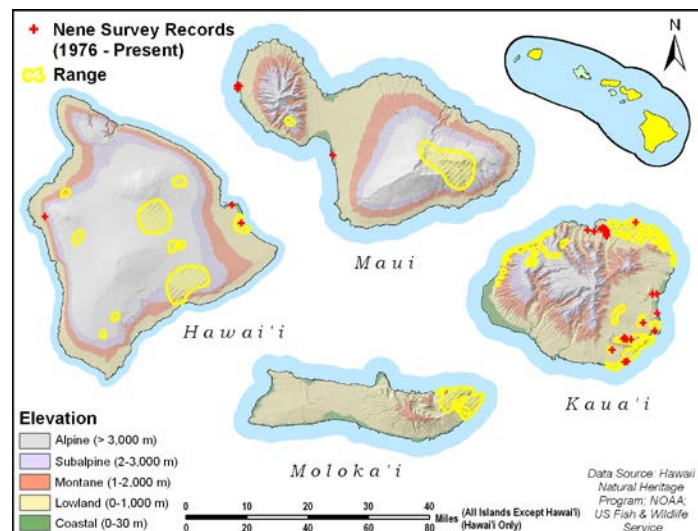 Nene Survey Records
(1976 - Present)
Range
N
Maui
Hawai'i
Kaua'i
Moloka'i
Elevation
Alpine (> 3,000 m)
Subalpine (2-3,000 m)
Montane (1-2,000 m)
Lowland (0-1,000 m)
Coastal (0-30 m)
0 10 20 30 40
Miles (All Islands Except Hawai'i)
(Hawai'i Only)
0 20 40 60 80
Data Source: Hawaii
Natural Heritage
Program; NOAA;
US Fish & Wildlife
Service